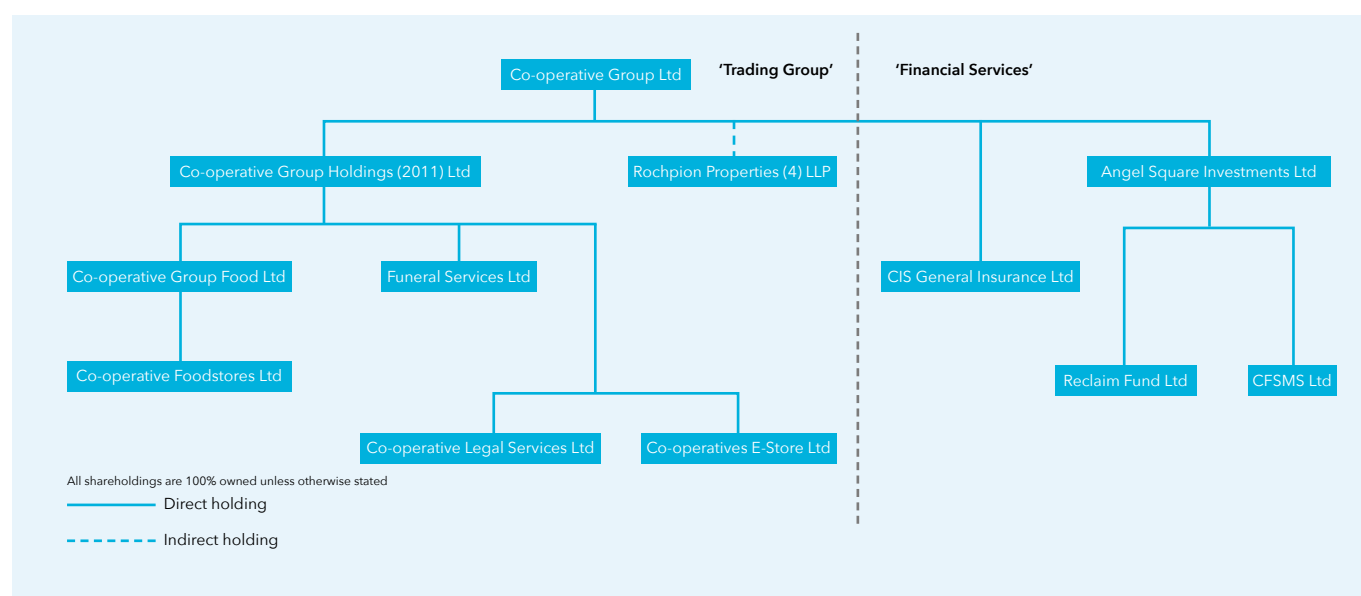 Co-operative Group Ltd
‘Trading Group’
‘Financial Services’
Co-operative Group Holdings (2011) Ltd
Rochpion Properties (4) LLP
Angel Square Investments Ltd
Co-operative Group Food Ltd
Funeral Services Ltd
CIS General Insurance Ltd
Co-operative Foodstores Ltd
Reclaim Fund Ltd
CFSMS Ltd
Co-operative Legal Services Ltd
Co-operatives E-Store Ltd
All shareholdings are 100% owned unless otherwise stated
Direct holding
Indirect holding